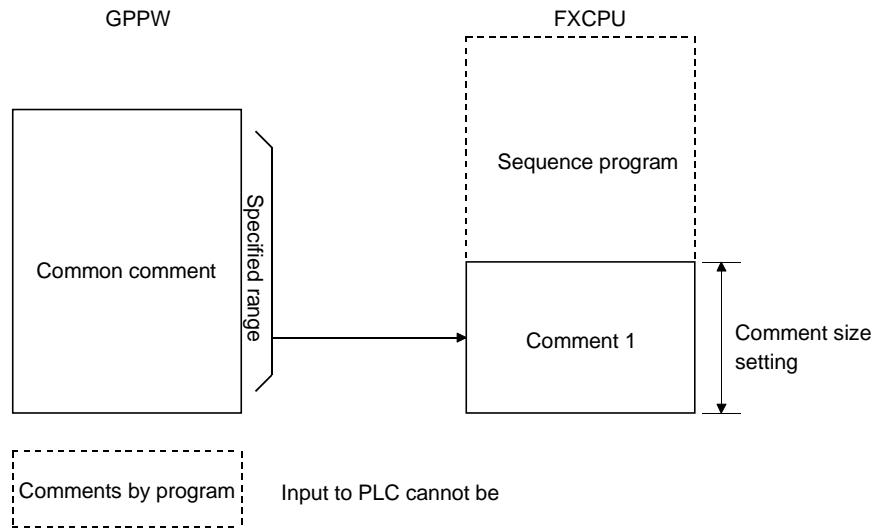 GPPW
FXCPU
Sequence program
Common comment
Specified range
Comment 1
Comment size
setting
Comments by program
Input to PLC cannot be